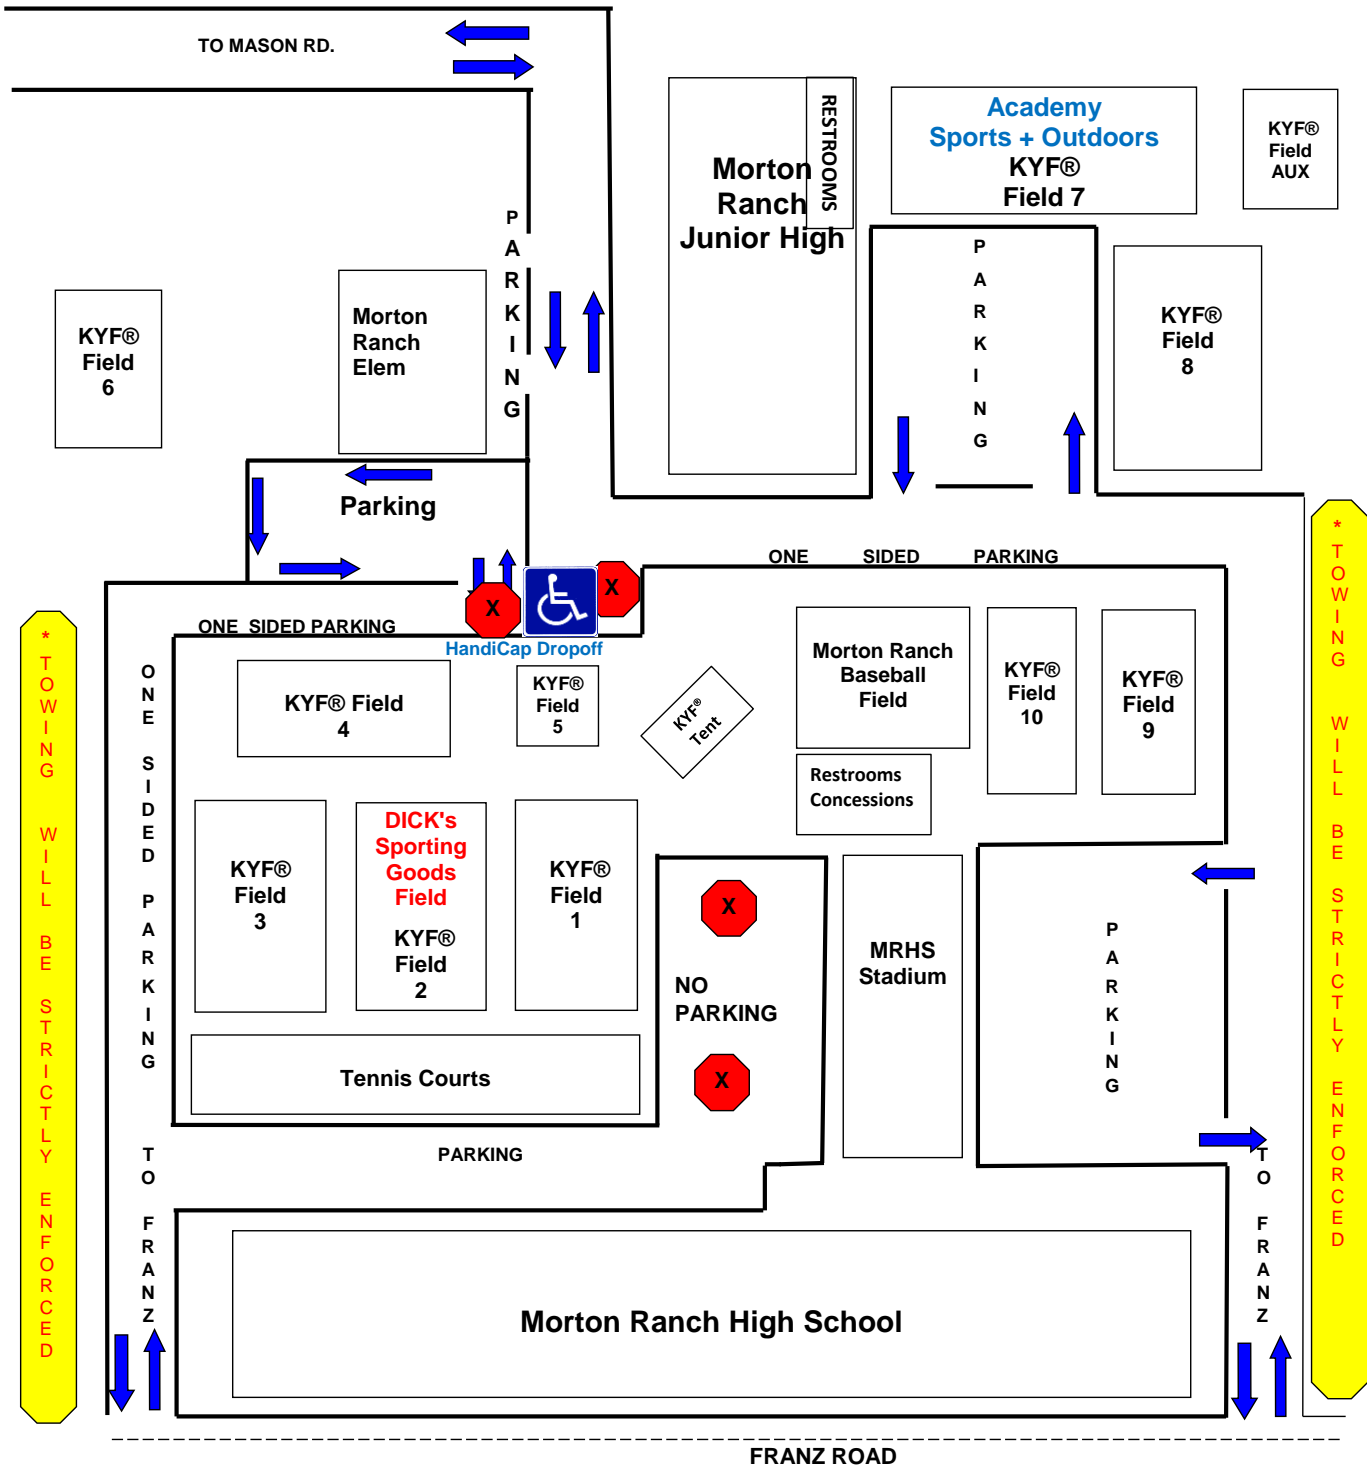 TO MASON RD.
RESTROOMS
Morton
Ranch
Junior High
Academy
Sports + Outdoors
KYF®
Field 7
KYF®
Field
AUX
PARKING
PARKING
KYF®
Field
6
Morton
Ranch
Elem
KYF®
Field
8
Parking
ONE SIDED PARKING
X
X
ONE SIDED PARKING
HandiCap Dropoff
* TOWING WILL BE STRICTLY ENFORCED
* TOWING WILL BE STRICTLY ENFORCED
ONE SIDED PARKING
KYF® Field
4
KYF®
Field
5
KYF®
Tent
Morton Ranch
Baseball
Field
KYF®
Field
10
KYF®
Field
9
Restrooms
Concessions
KYF®
Field
3
DICK's
Sporting
Goods
Field
KYF®
Field
2
KYF®
Field
1
X
NO
PARKING
X
MRHS
Stadium
PARKING
Tennis Courts
PARKING
TO FRANZ
TO FRANZ
Morton Ranch High School
FRANZ ROAD